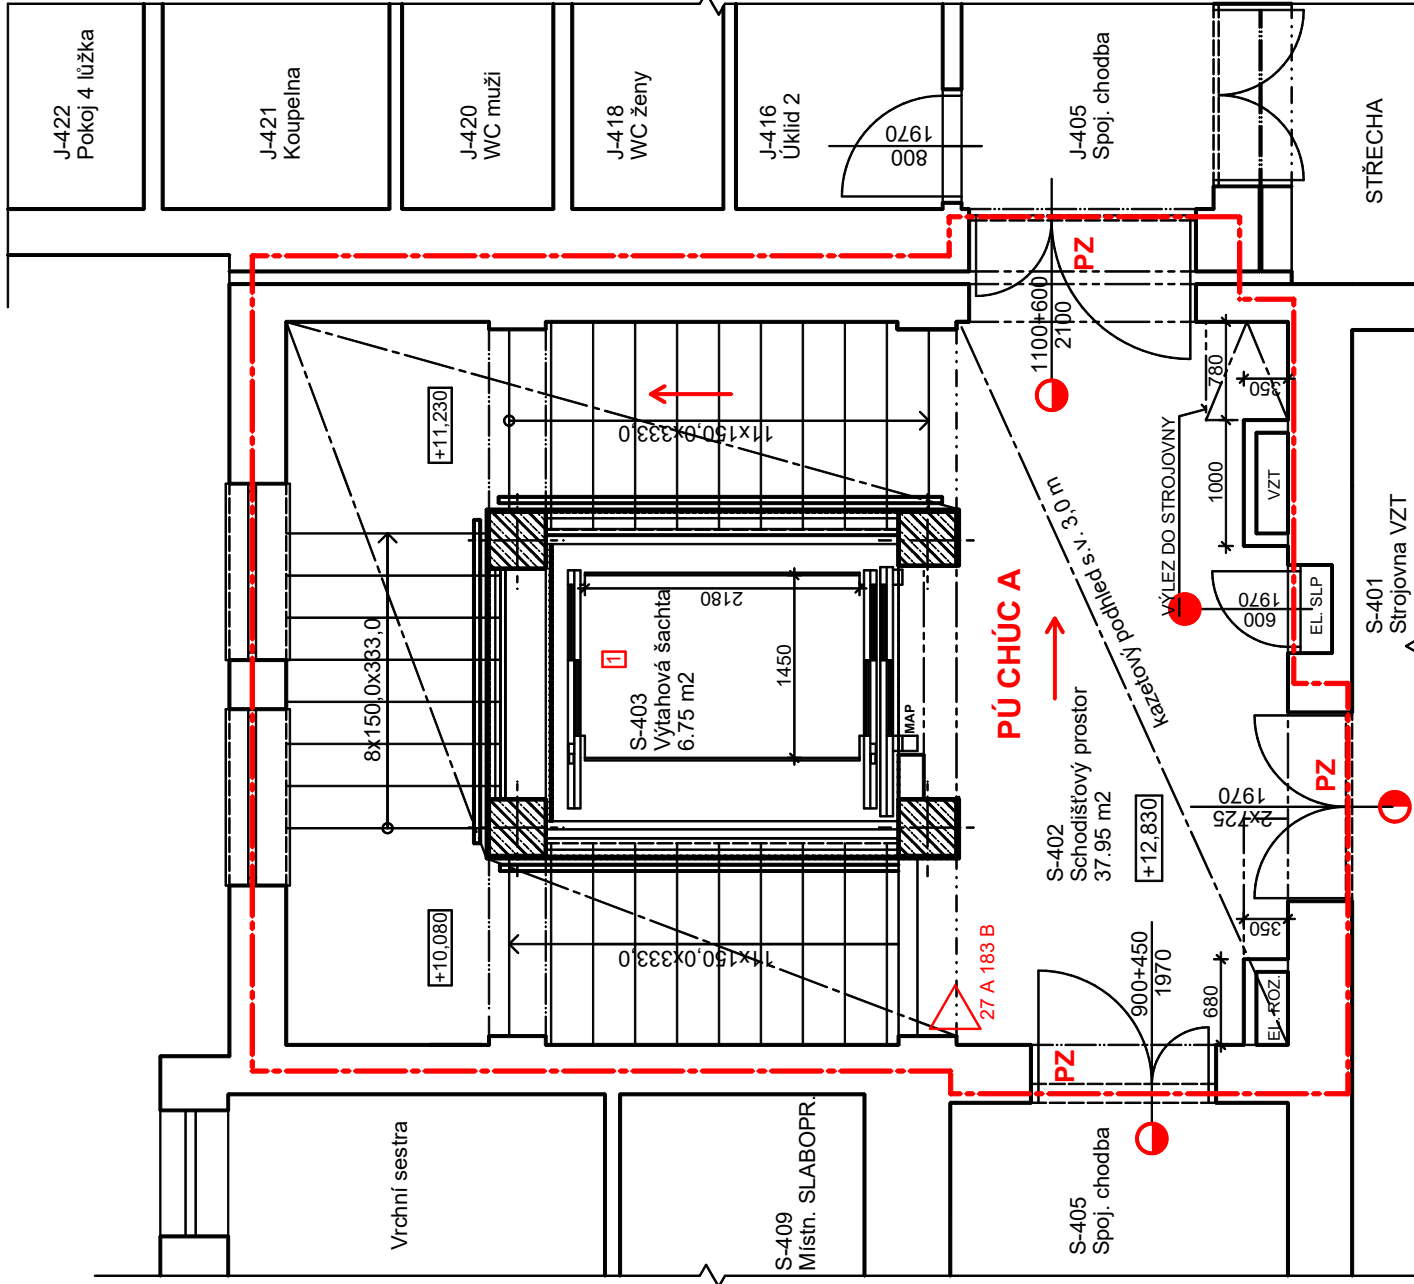 J-422
Pokoj 4 lůžka
J-421
Koupelna
J-420
WC muži
J-418
WC ženy
J-416
Úklid 2
800
1970
J-405
Spoj. chodba
STŘECHA
+11,230
11x150,0x333,0
1100+600
2100
PZ
780
350
1000
VZT
VÝLEZ DO STROJOVNY
kazetový podhled s.v. 3,0 m
8x150,0x333,0
1
S-403
Výtahová šachta
6.75 m2
2180
1450
MAP
PÚ CHÚC A
600
1970
EL. SLP
S-401
Strojovna VZT
S-402
Schodišťový prostor
37.95 m2
+12,830
2x725
1970
PZ
+10,080
11x150,0x333,0
27 A 183 B
900+450
1970
PZ
680
350
EL. ROZ.
Vrchní sestra
S-409
Místn. SLABOPR.
S-405
Spoj. chodba